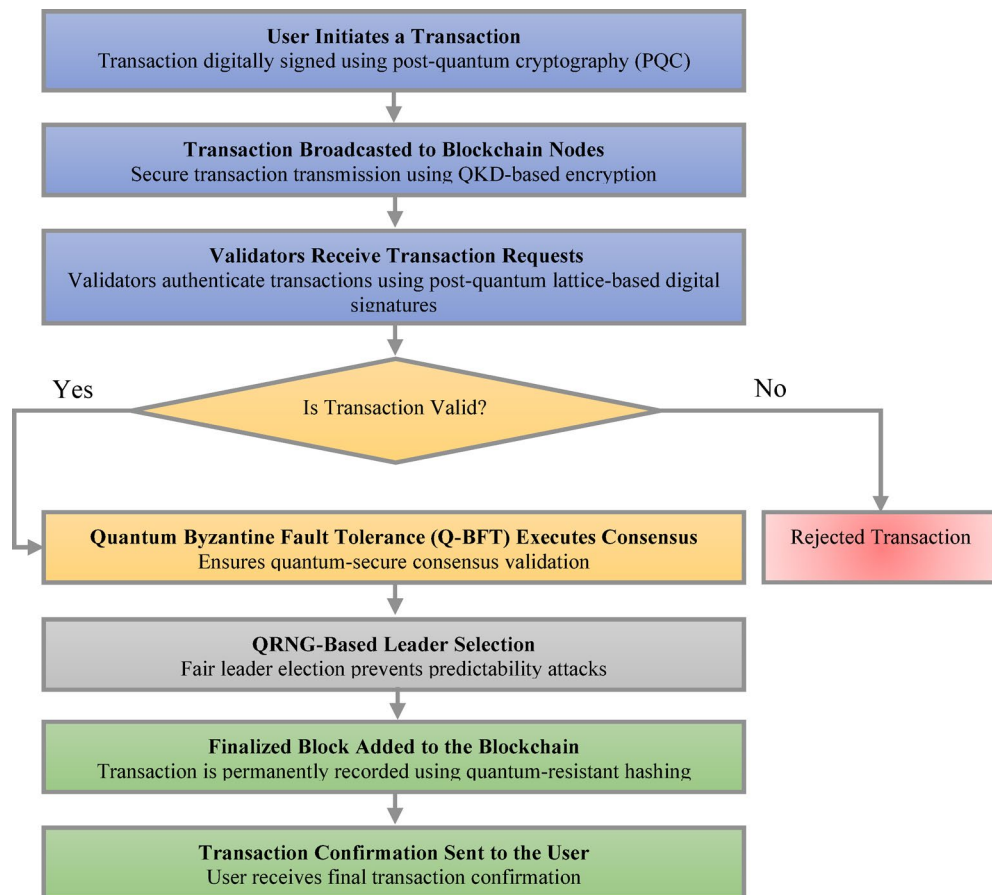 User Initiates a Transaction
Transaction digitally signed using post-quantum cryptography (PQC)
Transaction Broadcasted to Blockchain Nodes
Secure transaction transmission using QKD-based encryption
Validators Receive Transaction Requests
Validators authenticate transactions using post-quantum lattice-based digital
signatures
Yes
Is Transaction Valid?
No
Quantum Byzantine Fault Tolerance (Q-BFT) Executes Consensus
Ensures quantum-secure consensus validation
Rejected Transaction
QRNG-Based Leader Selection
Fair leader election prevents predictability attacks
Finalized Block Added to the Blockchain
Transaction is permanently recorded using quantum-resistant hashing
Transaction Confirmation Sent to the User
User receives final transaction confirmation